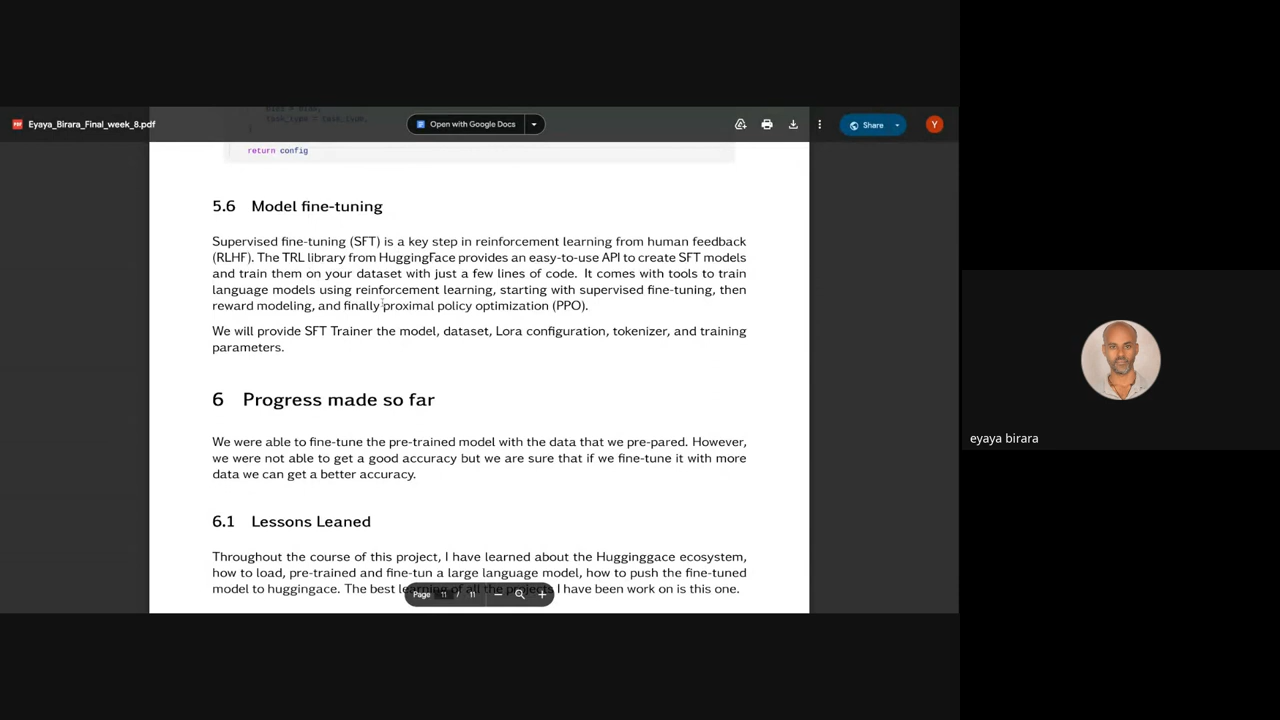 Eyaya_Birara_Final_week_8.pdf
Open with Google Docs
Share
Y
return config
5.6 Model fine-tuning
Supervised fine-tuning (SFT) is a key step in reinforcement learning from human feedback
(RLHF). The TRL library from HuggingFace provides an easy-to-use API to create SFT models
and train them on your dataset with just a few lines of code. It comes with tools to train
language models using reinforcement learning, starting with supervised fine-tuning, then
reward modeling, and finally proximal policy optimization (PPO).
We will provide SFT Trainer the model, dataset, Lora configuration, tokenizer, and training
parameters.
6 Progress made so far
We were able to fine-tune the pre-trained model with the data that we pre-pared. However,
we were not able to get a good accuracy but we are sure that if we fine-tune it with more
data we can get a better accuracy.
eyaya birara
6.1 Lessons Leaned
Throughout the course of this project, I have learned about the Hugginggace ecosystem,
how to load, pre-trained and fine-tun a large language model, how to push the fine-tuned
model to huggingace. The best learning of all the projects I have been work on is this one.
Page 11 / 11